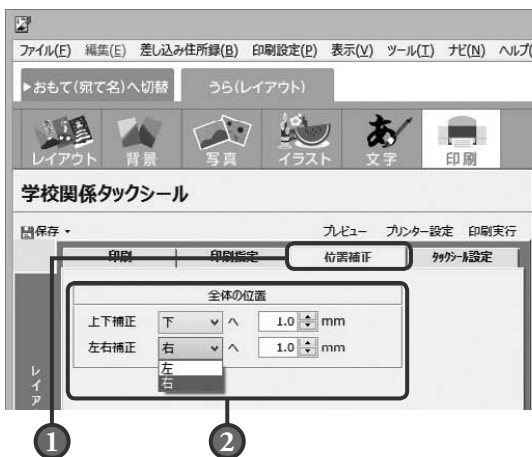 ファイル(F) 編集(E) 差し込み住所録(B) 印刷設定(P) 表示(V) ツール(T) ナビ(N) ヘルプ(
▶おもて(宛て名)へ切替 うら(レイアウト)
あ
レイアウト 背景 写真 イラスト 文字 印刷
学校関係タックシール
保存 プレビュー プリンター設定 印刷実行
印刷 印刷指定 位置補正 タックシール設定
全体の位置
上下補正 下 へ 1.0 mm
左右補正 右 へ 1.0 mm
左
右
レイア
1 2